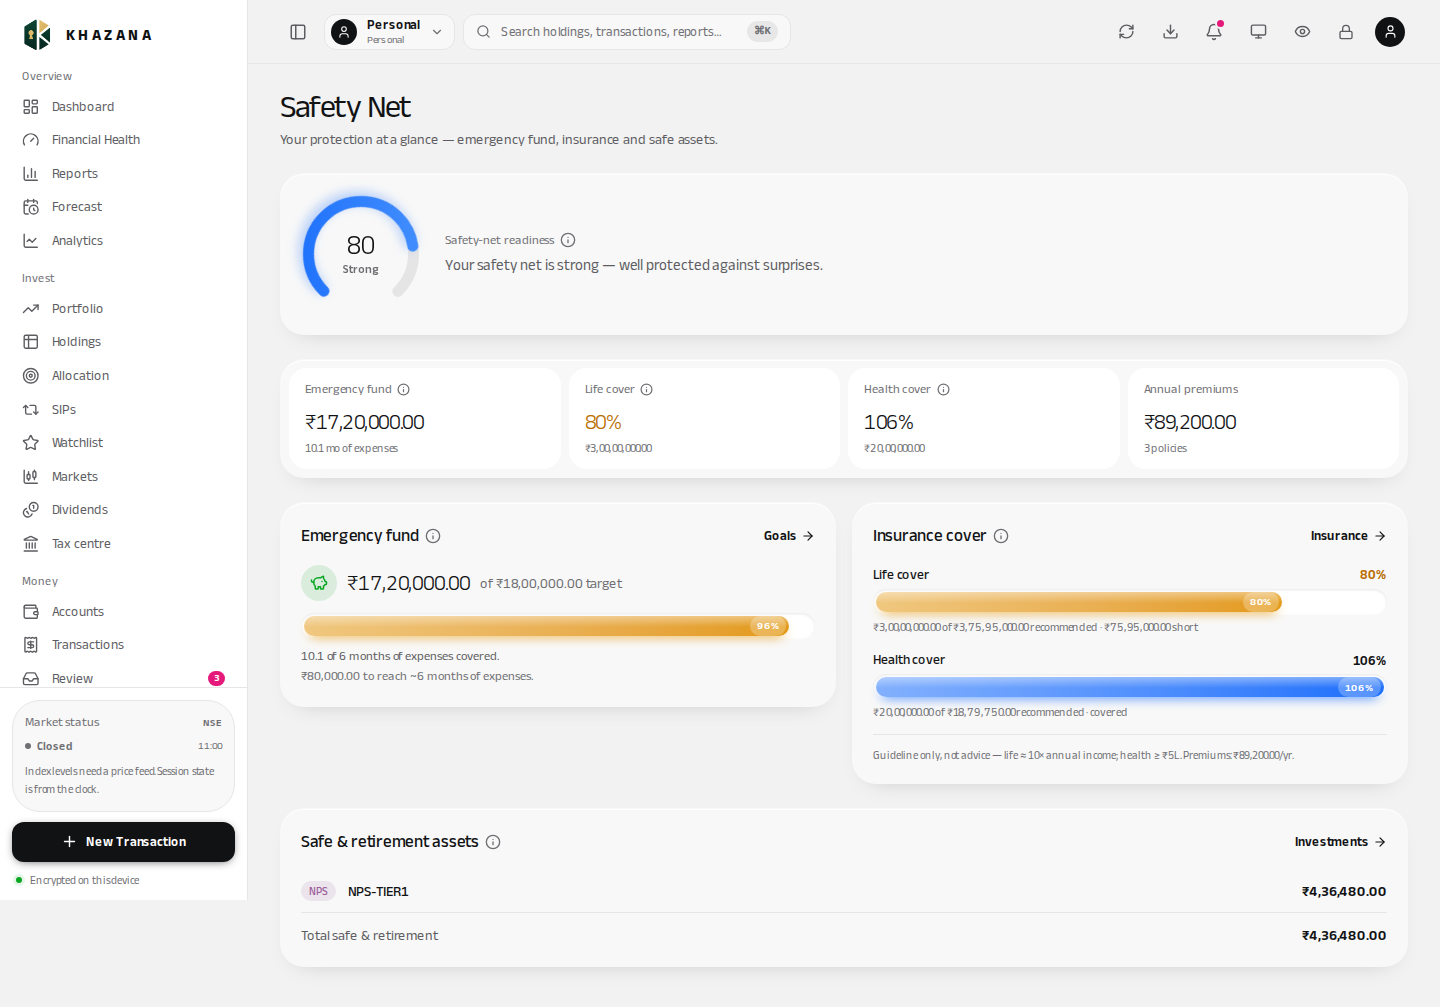 KHAZANA
Overview
Dashboard
Financial Health
Reports
Forecast
Analytics
Invest
Portfolio
Holdings
Allocation
SIPs
Watchlist
Markets
Dividends
Tax centre
Money
Accounts
Transactions
Review 3
Market status NSE
Closed 11:00
Index levels need a price feed. Session state
is from the clock.
New Transaction
Encrypted on this device
Personal
Personal
Search holdings, transactions, reports... ⌘K
Safety Net
Your protection at a glance — emergency fund, insurance and safe assets.
80
Strong
Safety-net readiness
Your safety net is strong — well protected against surprises.
Emergency fund
₹17,20,000.00
10.1 mo of expenses
Life cover
80%
₹3,00,00,000.00
Health cover
106%
₹20,00,000.00
Annual premiums
₹89,200.00
3 policies
Emergency fund Goals →
₹17,20,000.00 of ₹18,00,000.00 target
96%
10.1 of 6 months of expenses covered.
₹80,000.00 to reach ~6 months of expenses.
Insurance cover Insurance →
Life cover 80%
80%
₹3,00,00,000.00 of ₹3,75,95,000.00 recommended · ₹75,95,000.00 short
Health cover 106%
106%
₹20,00,000.00 of ₹18,79,750.00 recommended · covered
Guideline only, not advice — life ≈ 10× annual income; health ≥ ₹5L. Premiums: ₹89,200.00/yr.
Safe & retirement assets Investments →
NPS NPS-TIER1 ₹4,36,480.00
Total safe & retirement ₹4,36,480.00